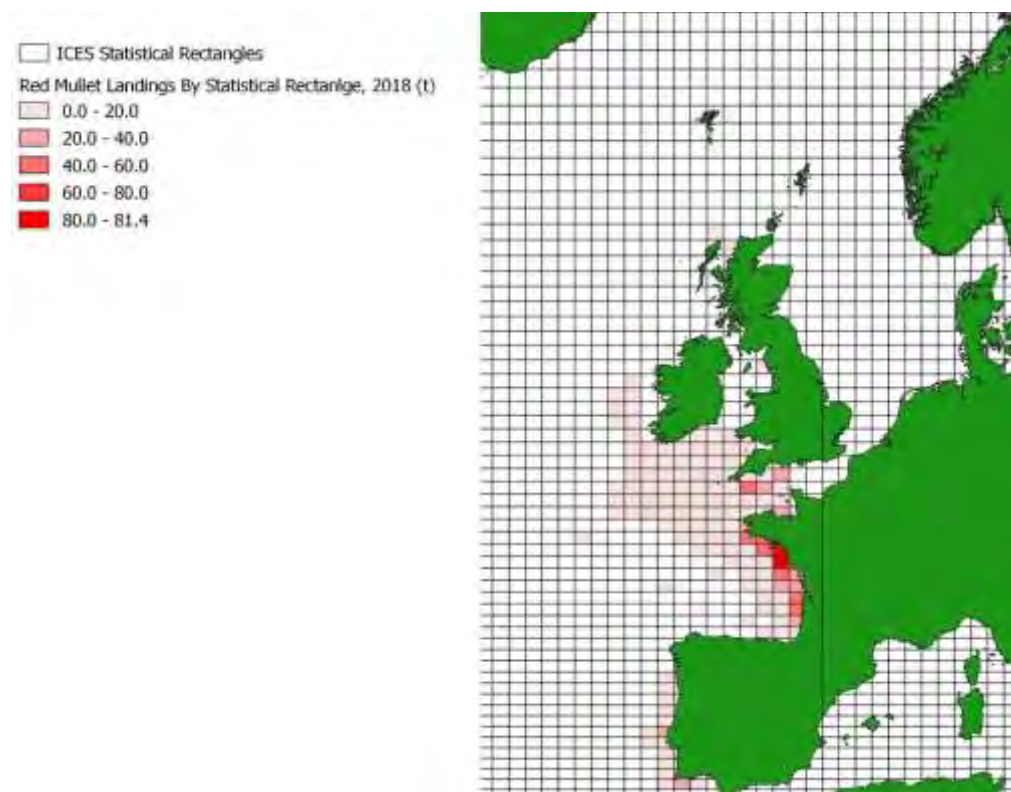 ICES Statistical Rectangles
Red Mullet Landings By Statistical Rectanlge, 2018 (t)
0.0 - 20.0
20.0 - 40.0
40.0 - 60.0
60.0 - 80.0
80.0 - 81.4